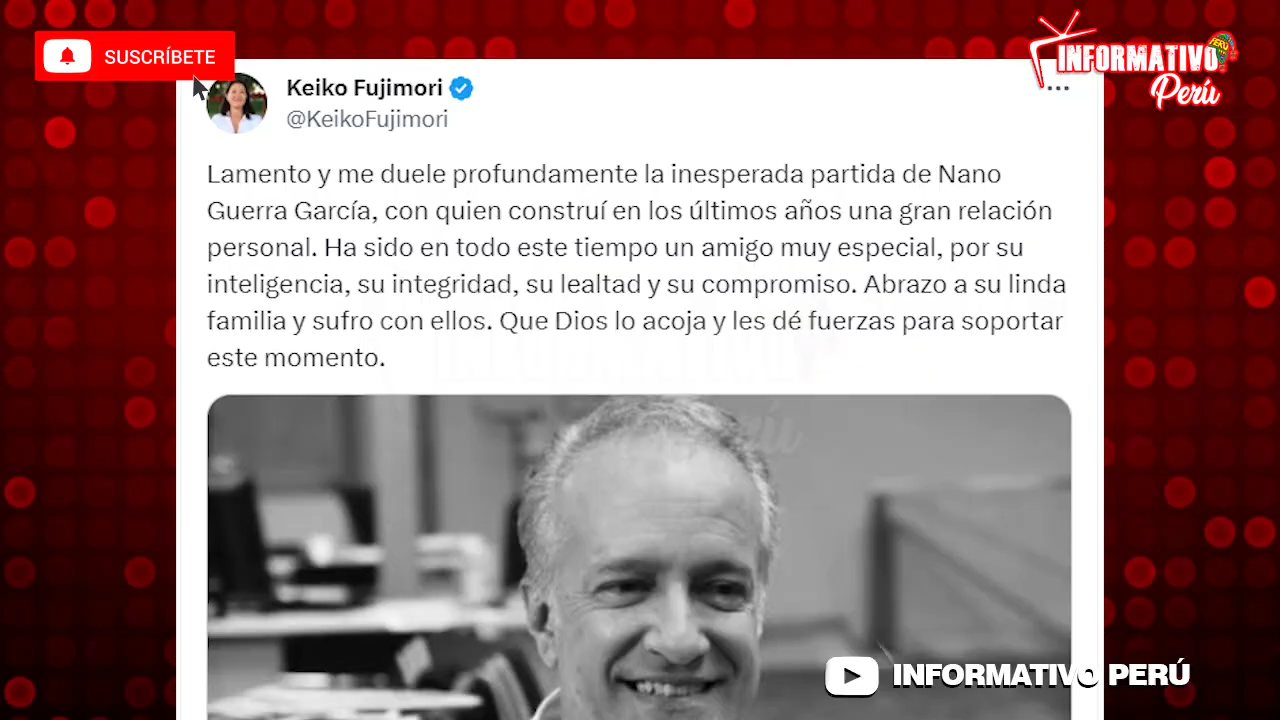 SUSCRÍBETE
INFORMATIVO
PERÚ
Perú
Keiko Fujimori
@KeikoFujimori
Lamento y me duele profundamente la inesperada partida de Nano
Guerra García, con quien construí en los últimos años una gran relación
personal. Ha sido en todo este tiempo un amigo muy especial, por su
inteligencia, su integridad, su lealtad y su compromiso. Abrazo a su linda
familia y sufro con ellos. Que Dios lo acoja y les dé fuerzas para soportar
este momento.
INFORMATIVO
Perú
INFORMATIVO PERÚ